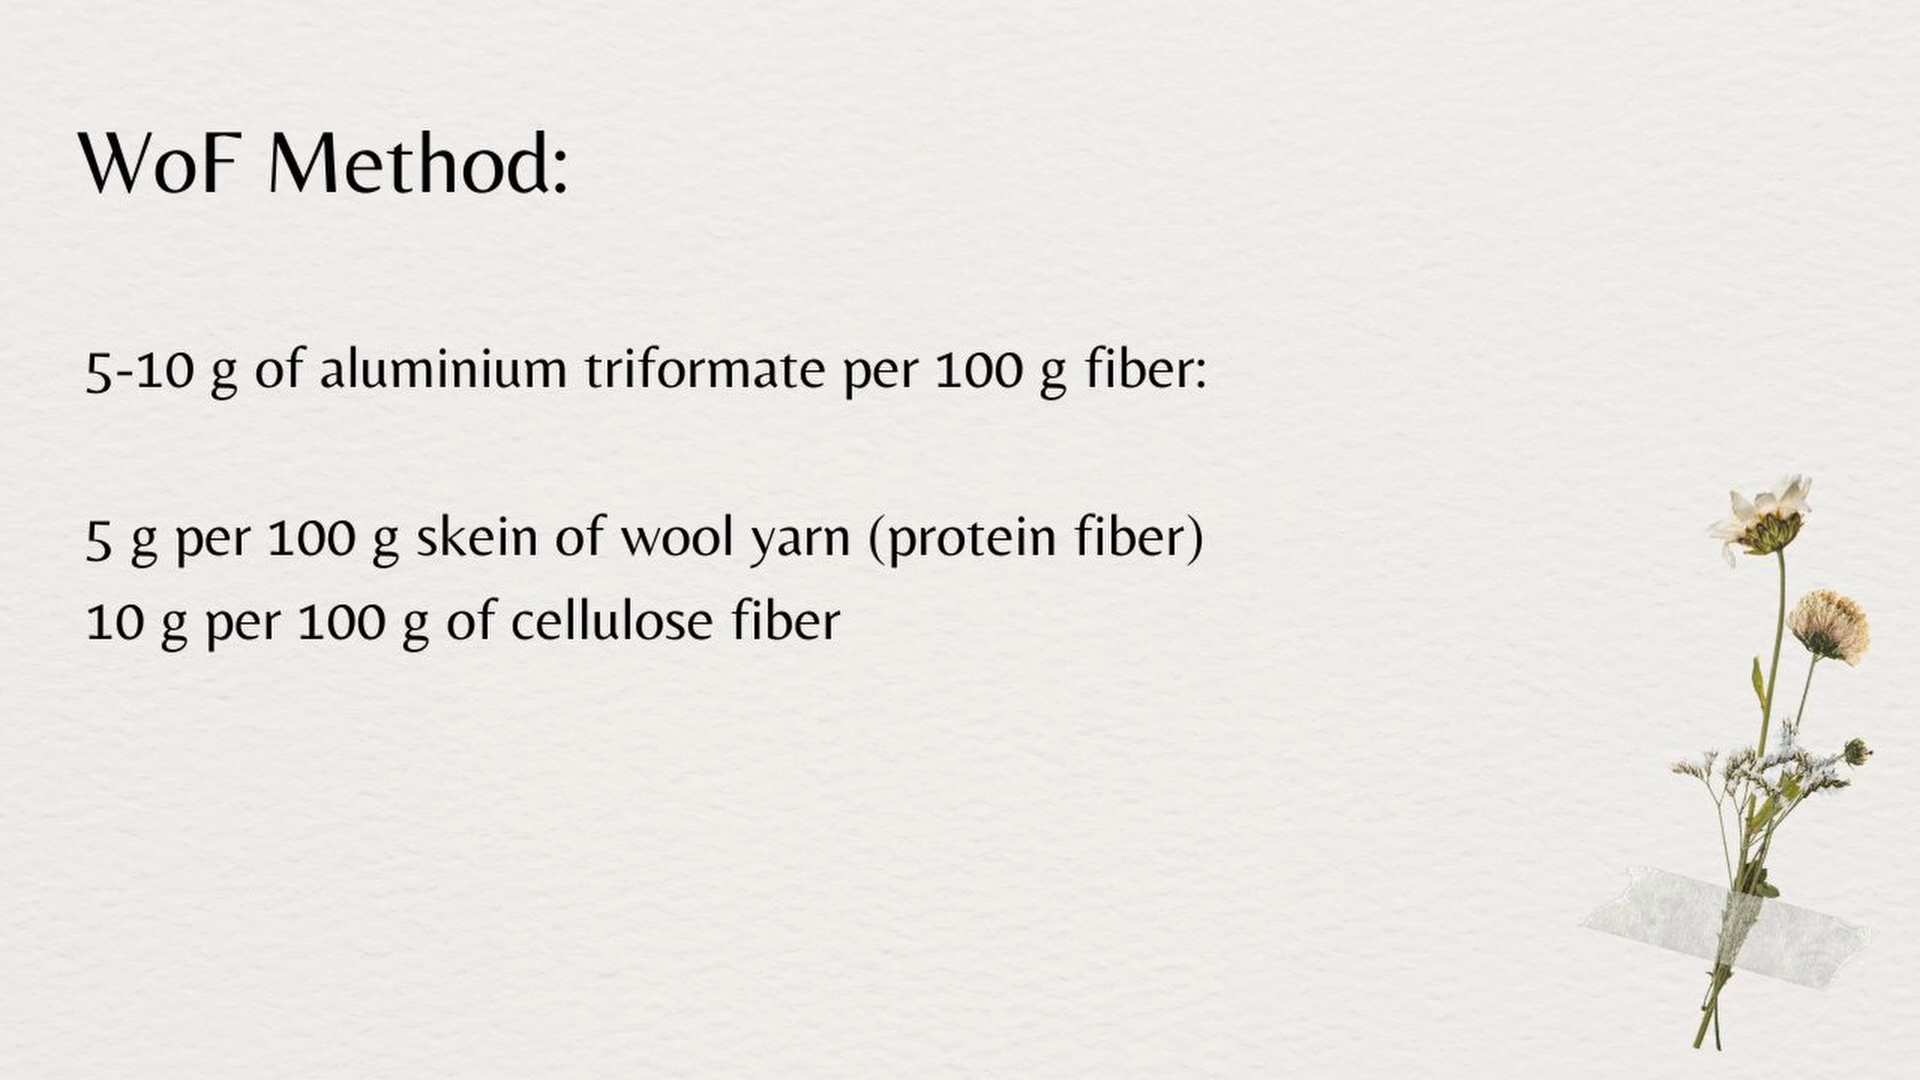 WoF Method:
5-10 g of aluminium triformate per 100 g fiber:
5 g per 100 g skein of wool yarn (protein fiber)
10 g per 100 g of cellulose fiber